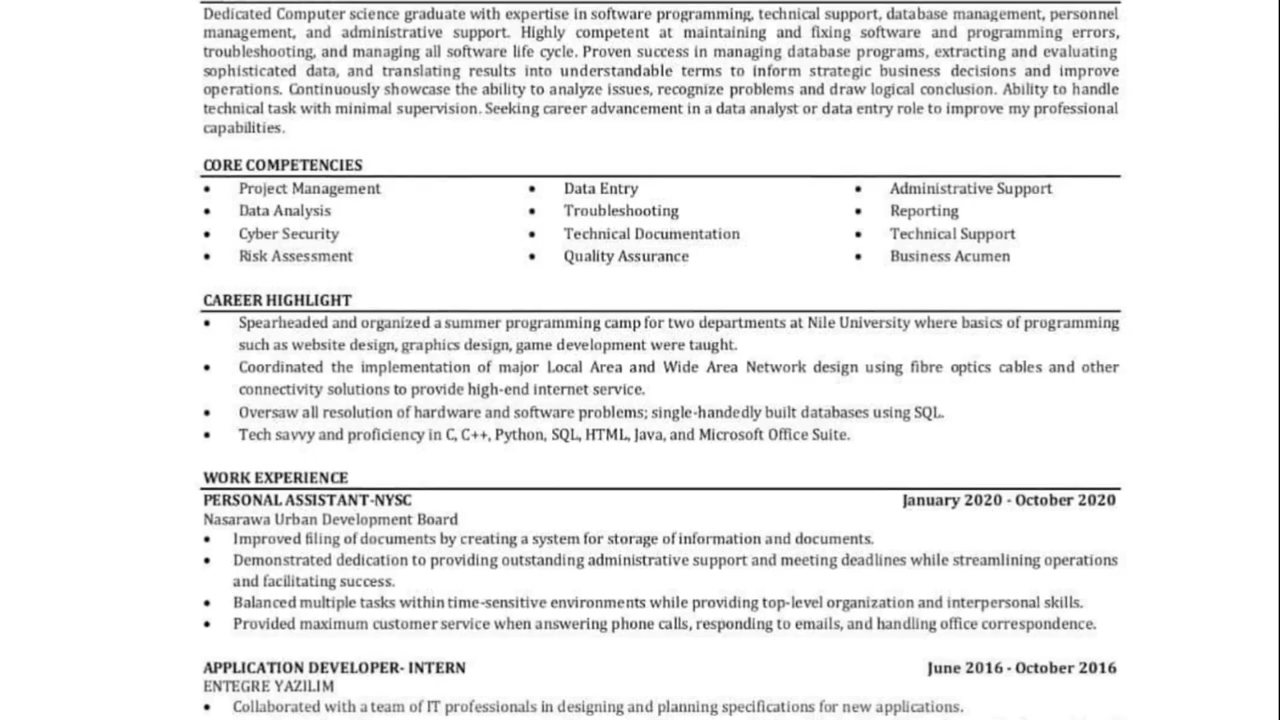 Dedicated Computer science graduate with expertise in software programming, technical support, database management, personnel
management, and administrative support. Highly competent at maintaining and fixing software and programming errors,
troubleshooting, and managing all software life cycle. Proven success in managing database programs, extracting and evaluating
sophisticated data, and translating results into understandable terms to inform strategic business decisions and improve
operations. Continuously showcase the ability to analyze issues, recognize problems and draw logical conclusion. Ability to handle
technical task with minimal supervision. Seeking career advancement in a data analyst or data entry role to improve my professional
capabilities.
CORE COMPETENCIES
• Project Management • Data Entry • Administrative Support
• Data Analysis • Troubleshooting • Reporting
• Cyber Security • Technical Documentation • Technical Support
• Risk Assessment • Quality Assurance • Business Acumen
CAREER HIGHLIGHT
• Spearheaded and organized a summer programming camp for two departments at Nile University where basics of programming
such as website design, graphics design, game development were taught.
• Coordinated the implementation of major Local Area and Wide Area Network design using fibre optics cables and other
connectivity solutions to provide high-end internet service.
• Oversaw all resolution of hardware and software problems; single-handedly built databases using SQL.
• Tech savvy and proficiency in C, C++, Python, SQL, HTML, Java, and Microsoft Office Suite.
WORK EXPERIENCE
PERSONAL ASSISTANT-NYSC January 2020 - October 2020
Nasarawa Urban Development Board
• Improved filing of documents by creating a system for storage of information and documents.
• Demonstrated dedication to providing outstanding administrative support and meeting deadlines while streamlining operations
and facilitating success.
• Balanced multiple tasks within time-sensitive environments while providing top-level organization and interpersonal skills.
• Provided maximum customer service when answering phone calls, responding to emails, and handling office correspondence.
APPLICATION DEVELOPER- INTERN June 2016 - October 2016
ENTEGRE YAZILIM
• Collaborated with a team of IT professionals in designing and planning specifications for new applications.